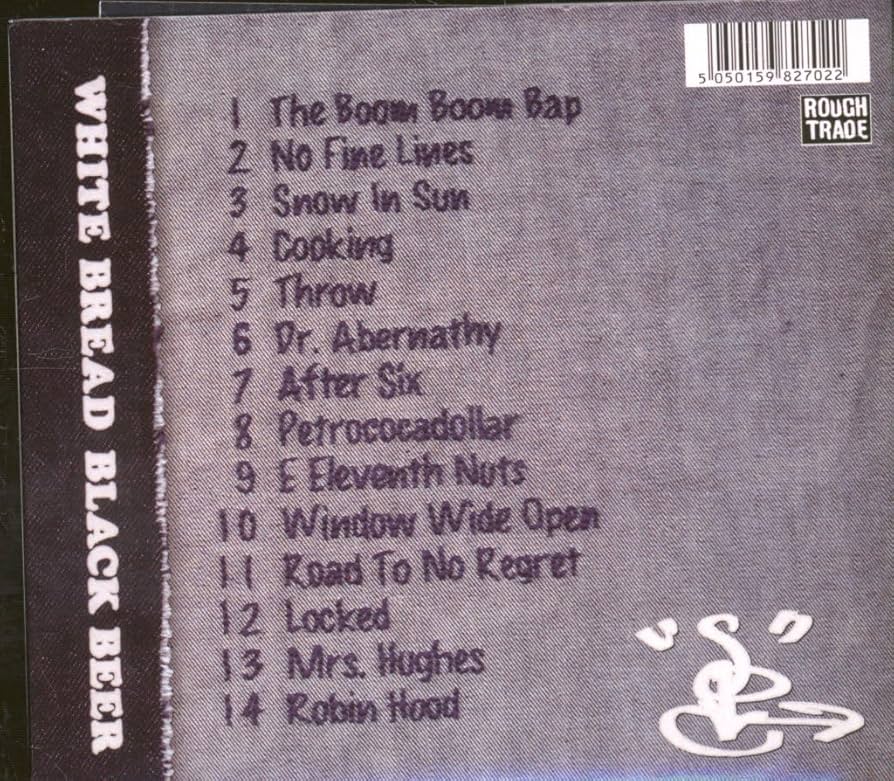 WHITE BREAD BLACK BEER
5 050159 827022
ROUGH
TRADE
1 The Boom Boom Bap
2 No Fine Lines
3 Snow In Sun
4 Cooking
5 Throw
6 Dr. Abernathy
7 After Six
8 Petrococadollar
9 E Eleventh Nuts
10 Window Wide Open
11 Road To No Regret
12 Locked
13 Mrs. Hughes
14 Robin Hood